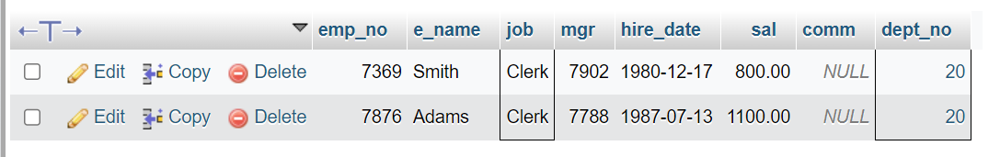 emp_no e_name job mgr hire_date sal comm dept_no
Edit Copy Delete 7369 Smith Clerk 7902 1980-12-17 800.00 NULL 20
Edit Copy Delete 7876 Adams Clerk 7788 1987-07-13 1100.00 NULL 20